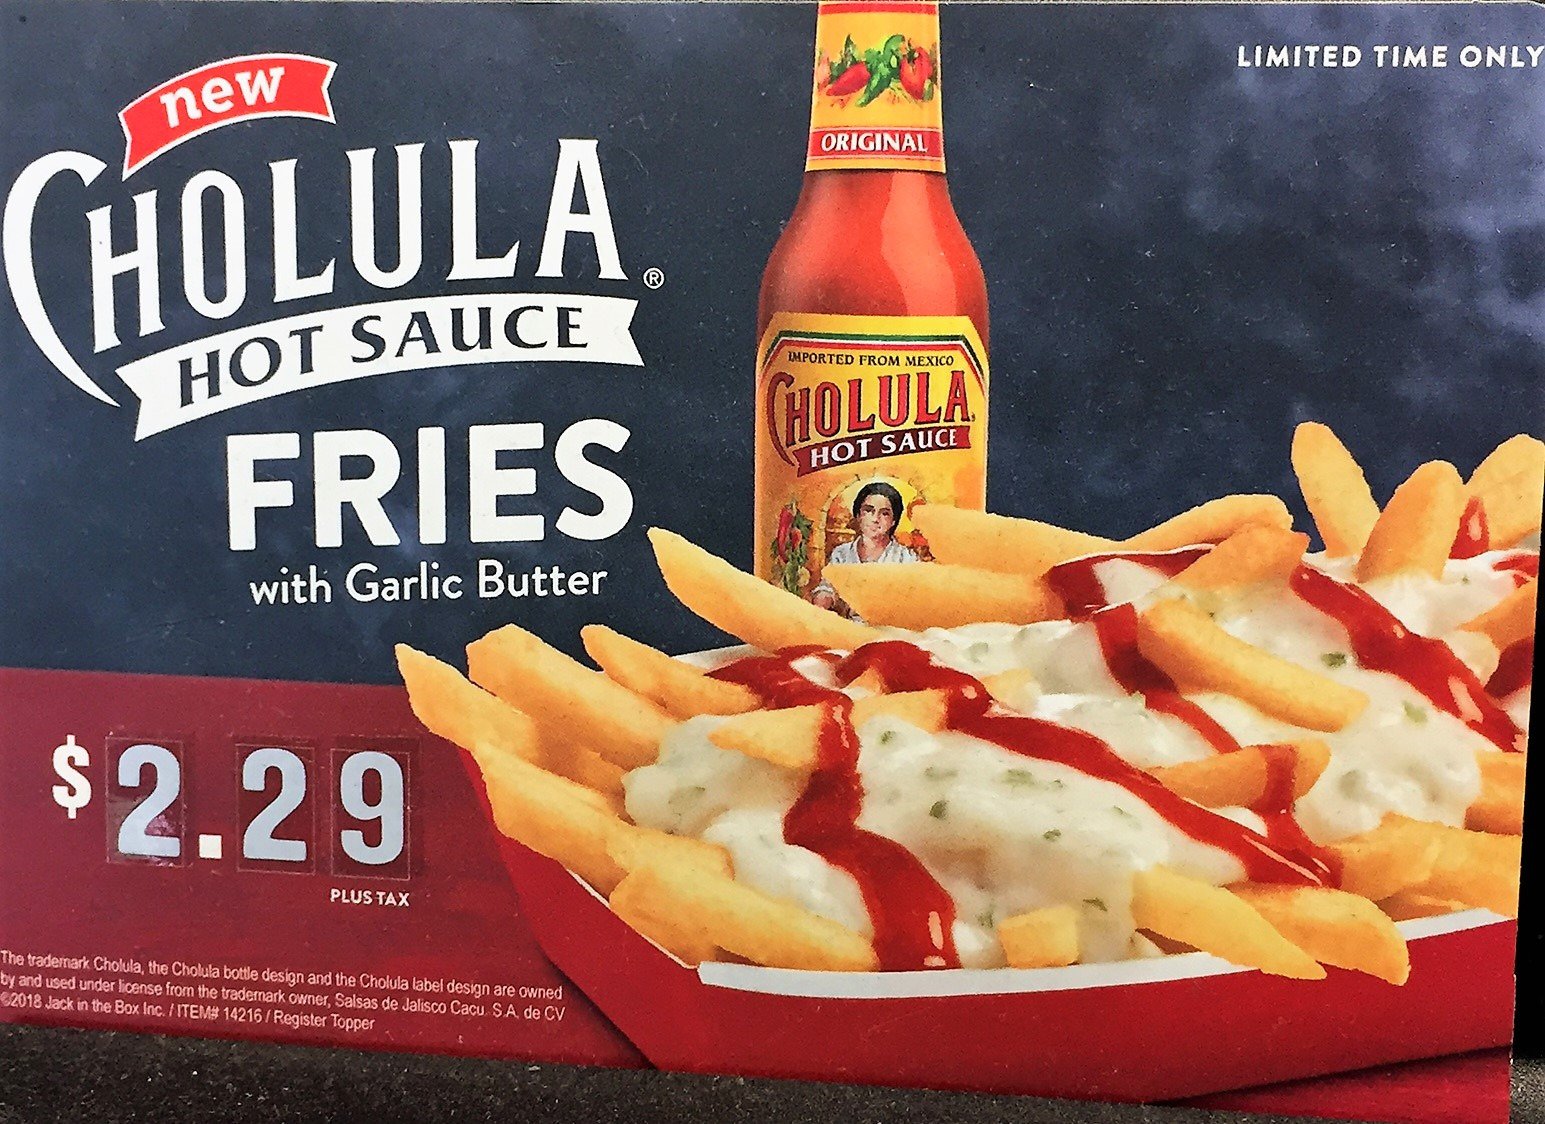 new
CHOLULA®
HOT SAUCE
FRIES
with Garlic Butter
$2.29
PLUS TAX
The trademark Cholula, the Cholula bottle design and the Cholula label design are owned
by and used under license from the trademark owner, Salsas de Jalisco Cacu. S.A. de CV
©2018 Jack in the Box Inc. / ITEM# 14216 / Register Topper
LIMITED TIME ONLY
ORIGINAL
IMPORTED FROM MEXICO
CHOLULA
HOT SAUCE